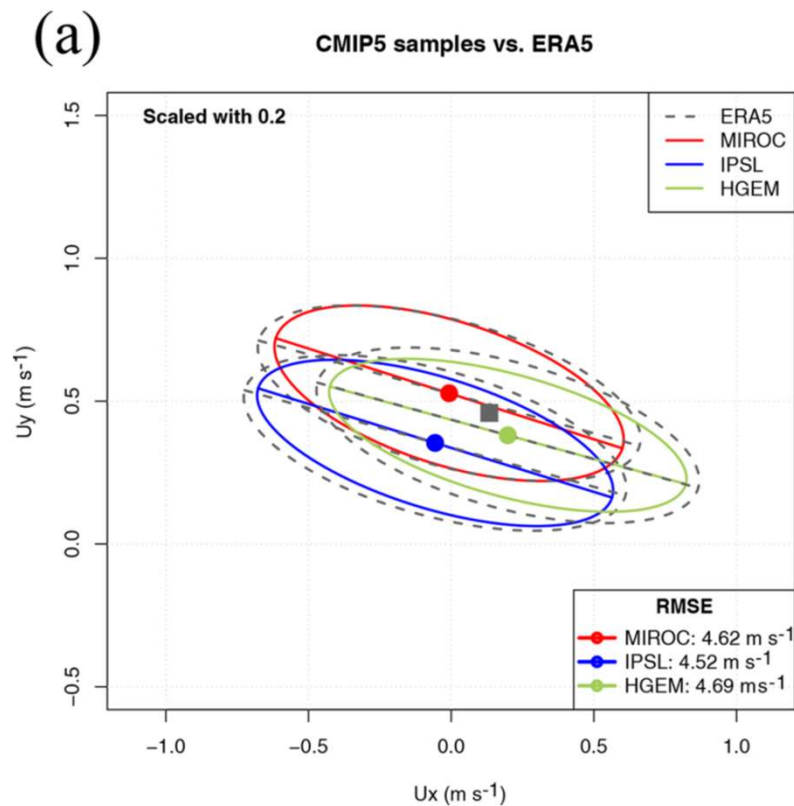 (a)
CMIP5 samples vs. ERA5
Scaled with 0.2
ERA5
MIROC
IPSL
HGEM
1.5
1.0
0.5
0.0
−0.5
Uy (m s-1)
RMSE
MIROC: 4.62 m s-1
IPSL: 4.52 m s-1
HGEM: 4.69 ms-1
−1.0
−0.5
0.0
0.5
1.0
Ux (m s-1)